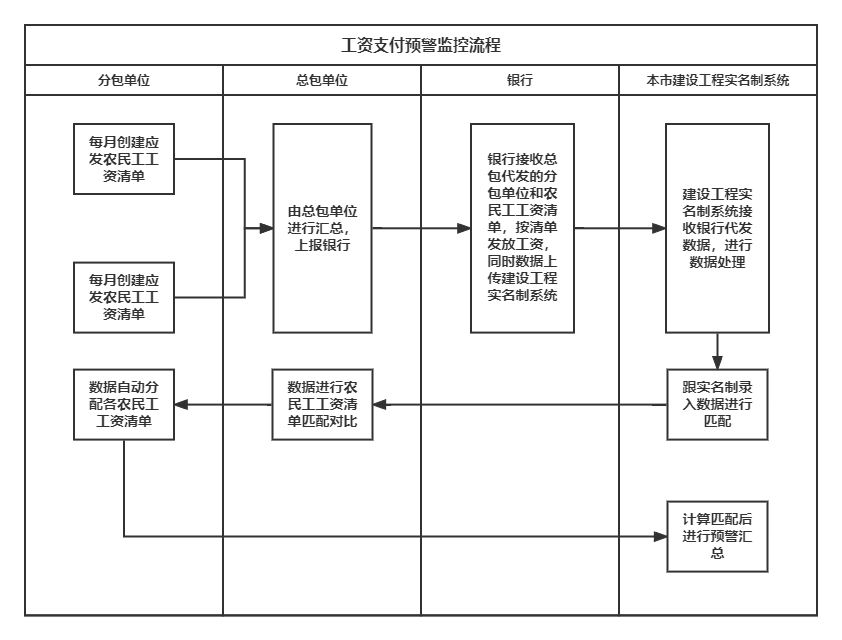 工资支付预警监控流程
分包单位
总包单位
银行
本市建设工程实名制系统
每月创建应
发农民工工
资清单
每月创建应
发农民工工
资清单
由总包单位
进行汇总，
上报银行
银行接收总
包代发的分
包单位和农
民工工资清
单，按清单
发放工资，
同时数据上
传建设工程
实名制系统
建设工程实
名制系统接
收银行代发
数据，进行
数据处理
数据自动分
配各农民工
工资清单
数据进行农
民工工资清
单匹配对比
跟实名制录
入数据进行
匹配
计算匹配后
进行预警汇
总